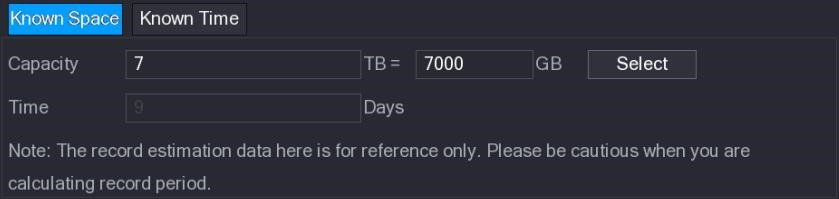 Known Space Known Time
Capacity 7 TB = 7000 GB Select
Time 9 Days
Note: The record estimation data here is for reference only. Please be cautious when you are
calculating record period.